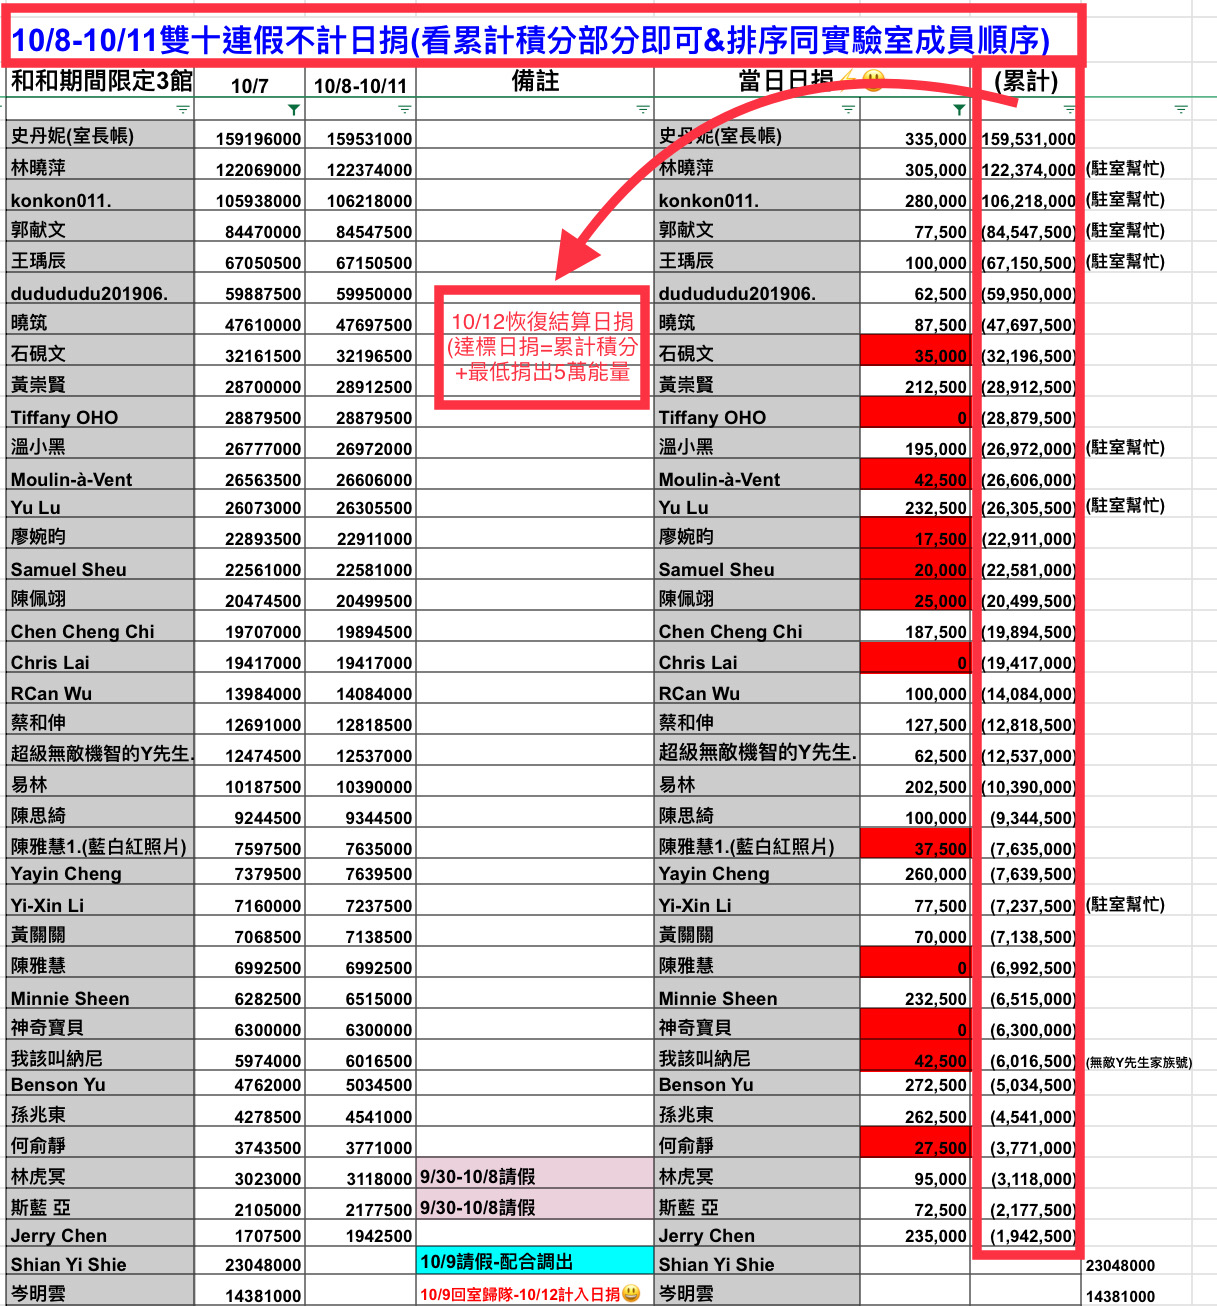 10/8-10/11雙十連假不計日捐(看累計積分部分即可&排序同實驗室成員順序)
和和期間限定3館 10/7 10/8-10/11 備註 當日日捐⚡😃 (累計)
史丹妮(室長帳) 159196000 159531000 史丹妮(室長帳) 335,000 159,531,000
林曉萍 122069000 122374000 林曉萍 305,000 122,374,000 (駐室幫忙)
konkon011. 105938000 106218000 konkon011. 280,000 106,218,000 (駐室幫忙)
郭献文 84470000 84547500 郭献文 77,500 (84,547,500) (駐室幫忙)
王瑀辰 67050500 67150500 王瑀辰 100,000 (67,150,500) (駐室幫忙)
dudududu201906. 59887500 59950000 dudududu201906. 62,500 (59,950,000)
曉筑 47610000 47697500 10/12恢復結算日捐 曉筑 87,500 (47,697,500)
石硯文 32161500 32196500 (達標日捐=累計積分 石硯文 35,000 (32,196,500)
黃崇賢 28700000 28912500 +最低捐出5萬能量 黃崇賢 212,500 (28,912,500)
Tiffany OHO 28879500 28879500 Tiffany OHO 0 (28,879,500)
溫小黑 26777000 26972000 溫小黑 195,000 (26,972,000) (駐室幫忙)
Moulin-à-Vent 26563500 26606000 Moulin-à-Vent 42,500 (26,606,000)
Yu Lu 26073000 26305500 Yu Lu 232,500 (26,305,500) (駐室幫忙)
廖婉昀 22893500 22911000 廖婉昀 17,500 (22,911,000)
Samuel Sheu 22561000 22581000 Samuel Sheu 20,000 (22,581,000)
陳佩翊 20474500 20499500 陳佩翊 25,000 (20,499,500)
Chen Cheng Chi 19707000 19894500 Chen Cheng Chi 187,500 (19,894,500)
Chris Lai 19417000 19417000 Chris Lai 0 (19,417,000)
RCan Wu 13984000 14084000 RCan Wu 100,000 (14,084,000)
蔡和伸 12691000 12818500 蔡和伸 127,500 (12,818,500)
超級無敵機智的Y先生. 12474500 12537000 超級無敵機智的Y先生. 62,500 (12,537,000)
易林 10187500 10390000 易林 202,500 (10,390,000)
陳思綺 9244500 9344500 陳思綺 100,000 (9,344,500)
陳雅慧1.(藍白紅照片) 7597500 7635000 陳雅慧1.(藍白紅照片) 37,500 (7,635,000)
Yayin Cheng 7379500 7639500 Yayin Cheng 260,000 (7,639,500)
Yi-Xin Li 7160000 7237500 Yi-Xin Li 77,500 (7,237,500) (駐室幫忙)
黃關關 7068500 7138500 黃關關 70,000 (7,138,500)
陳雅慧 6992500 6992500 陳雅慧 0 (6,992,500)
Minnie Sheen 6282500 6515000 Minnie Sheen 232,500 (6,515,000)
神奇寶貝 6300000 6300000 神奇寶貝 0 (6,300,000)
我該叫納尼 5974000 6016500 我該叫納尼 42,500 (6,016,500) (無敵Y先生家族號)
Benson Yu 4762000 5034500 Benson Yu 272,500 (5,034,500)
孫兆東 4278500 4541000 孫兆東 262,500 (4,541,000)
何俞靜 3743500 3771000 何俞靜 27,500 (3,771,000)
林虎冥 3023000 3118000 9/30-10/8請假 林虎冥 95,000 (3,118,000)
斯藍 亞 2105000 2177500 9/30-10/8請假 斯藍 亞 72,500 (2,177,500)
Jerry Chen 1707500 1942500 Jerry Chen 235,000 (1,942,500)
Shian Yi Shie 23048000 10/9請假-配合調出 Shian Yi Shie 23048000
岑明雲 14381000 10/9回室歸隊-10/12計入日捐😃 岑明雲 14381000